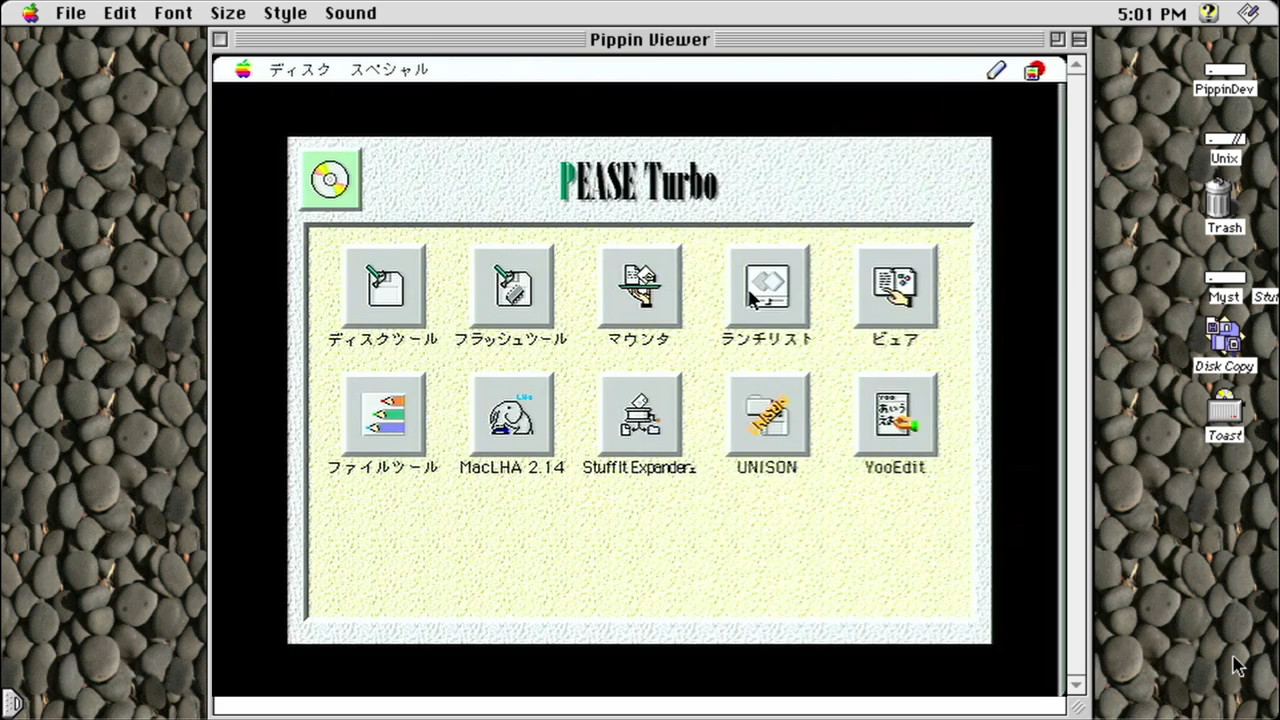 File Edit Font Size Style Sound
5:01 PM
Pippin Viewer
ディスク スペシャル
PippinDev
Unix
Trash
Myst Stu
Disk Copy
Toast
PEASE Turbo
ディスクツール フラッシュツール マウンタ ランチリスト ビュア
ファイルツール MacLHA 2.14 StuffIt Expander UNISON YooEdit